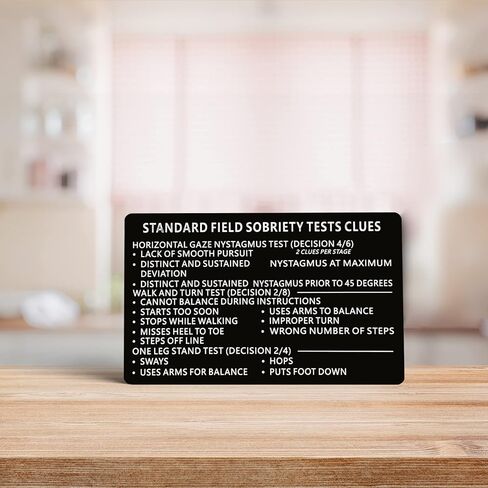 STANDARD FIELD SOBRIETY TESTS CLUES
HORIZONTAL GAZE NYSTAGMUS TEST (DECISION 4/6)
• LACK OF SMOOTH PURSUIT 2 CLUES PER STAGE
• DISTINCT AND SUSTAINED NYSTAGMUS AT MAXIMUM
DEVIATION
• DISTINCT AND SUSTAINED NYSTAGMUS PRIOR TO 45 DEGREES
WALK AND TURN TEST (DECISION 2/8)
• CANNOT BALANCE DURING INSTRUCTIONS
• STARTS TOO SOON • USES ARMS TO BALANCE
• STOPS WHILE WALKING • IMPROPER TURN
• MISSES HEEL TO TOE • WRONG NUMBER OF STEPS
• STEPS OFF LINE
ONE LEG STAND TEST (DECISION 2/4)
• SWAYS • HOPS
• USES ARMS FOR BALANCE • PUTS FOOT DOWN